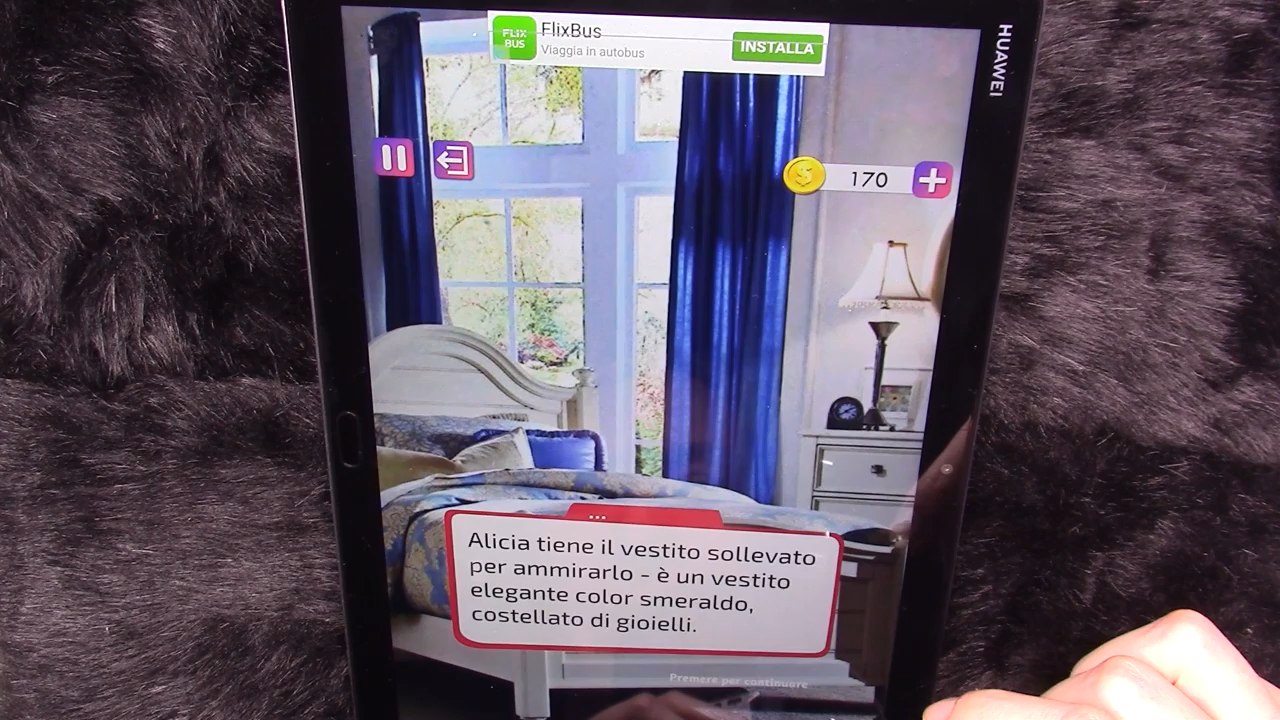 FLIX
BUS
FlixBus
Viaggia in autobus
INSTALLA
HUAWEI
170
Alicia tiene il vestito sollevato
per ammirarlo - è un vestito
elegante color smeraldo,
costellato di gioielli.
Premere per continuare